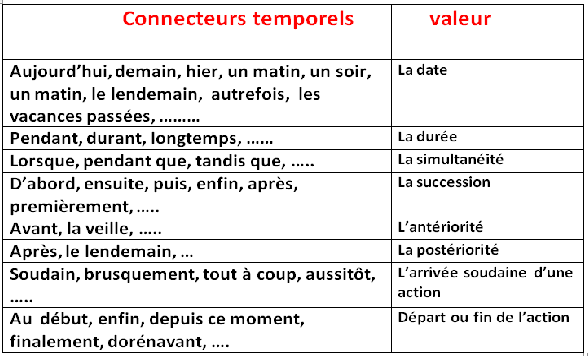 Connecteurs temporels valeur
Aujourd’hui, demain, hier, un matin, un soir, La date
un matin, le lendemain, autrefois, les
vacances passées, .........
Pendant, durant, longtemps, ...... La durée
Lorsque, pendant que, tandis que, ..... La simultanéité
D’abord, ensuite, puis, enfin, après, La succession
premièrement, .....
Avant, la veille, ..... L’antériorité
Après, le lendemain, ... La postériorité
Soudain, brusquement, tout à coup, aussitôt, L’arrivée soudaine d’une
..... action
Au début, enfin, depuis ce moment, Départ ou fin de l’action
finalement, dorénavant, ....